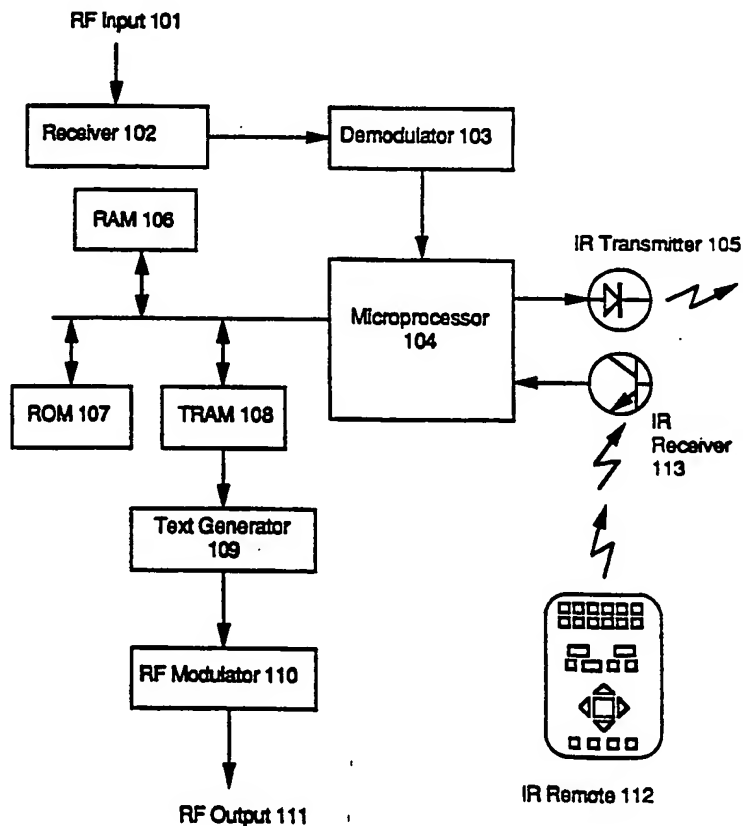 RF Input 101
Receiver 102
Demodulator 103
RAM 106
IR Transmitter 105
Microprocessor
104
ROM 107
TRAM 108
IR
Receiver
113
Text Generator
109
RF Modulator 110
RF Output 111
IR Remote 112